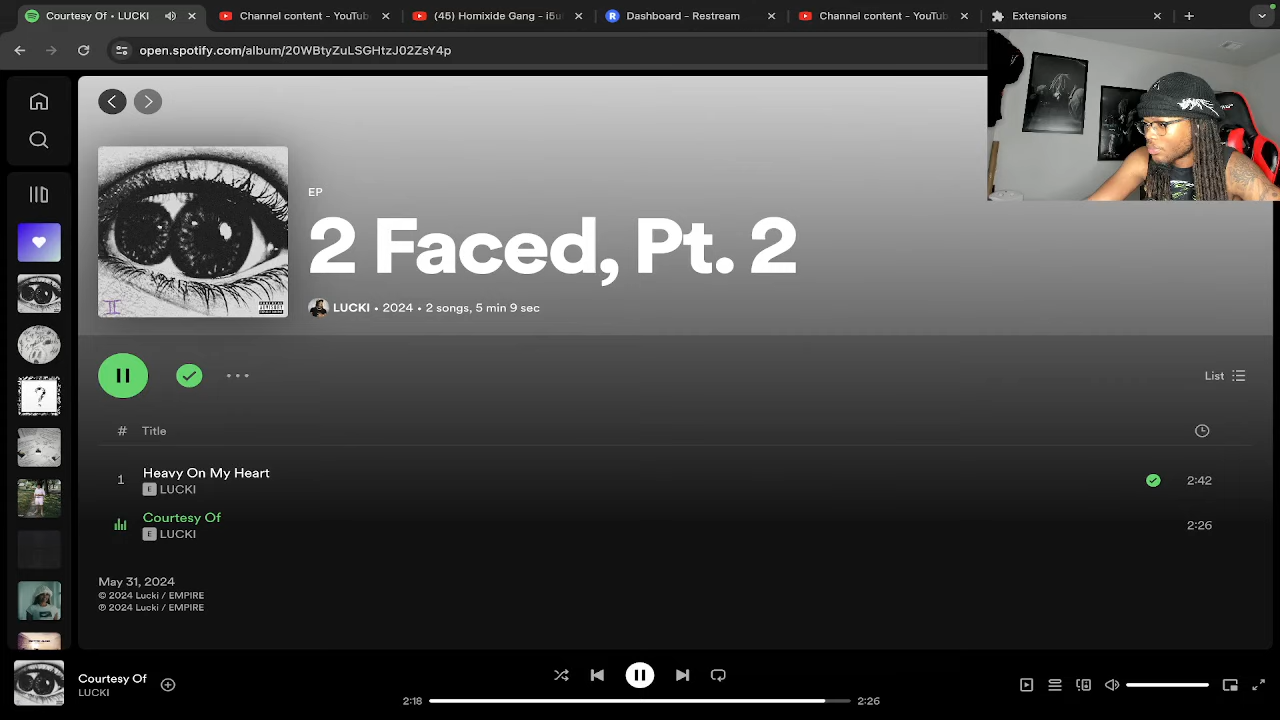 Courtesy Of • LUCKI
Channel content - YouTub
(45) Homixide Gang - i5u
Dashboard - Restream
Channel content - YouTub
Extensions
open.spotify.com/album/20WBtyZuLSGHtzJ02ZsY4p
EP
2 Faced, Pt. 2
LUCKI • 2024 • 2 songs, 5 min 9 sec
List
# Title
1 Heavy On My Heart 2:42
E LUCKI
Courtesy Of 2:26
E LUCKI
May 31, 2024
© 2024 Lucki / EMPIRE
℗ 2024 Lucki / EMPIRE
Courtesy Of
LUCKI
2:18 2:26